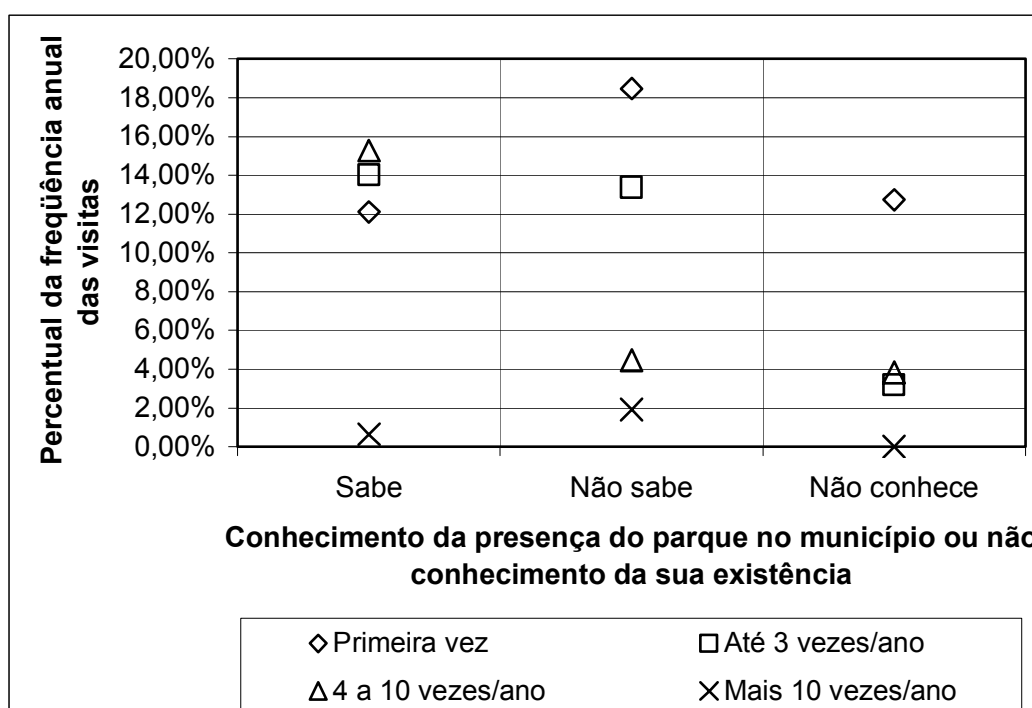 Percentual da freqüência anual
das visitas
20,00%
18,00%
16,00%
14,00%
12,00%
10,00%
8,00%
6,00%
4,00%
2,00%
0,00%
Sabe Não sabe Não conhece
Conhecimento da presença do parque no município ou não
conhecimento da sua existência
Primeira vez Até 3 vezes/ano
4 a 10 vezes/ano Mais 10 vezes/ano